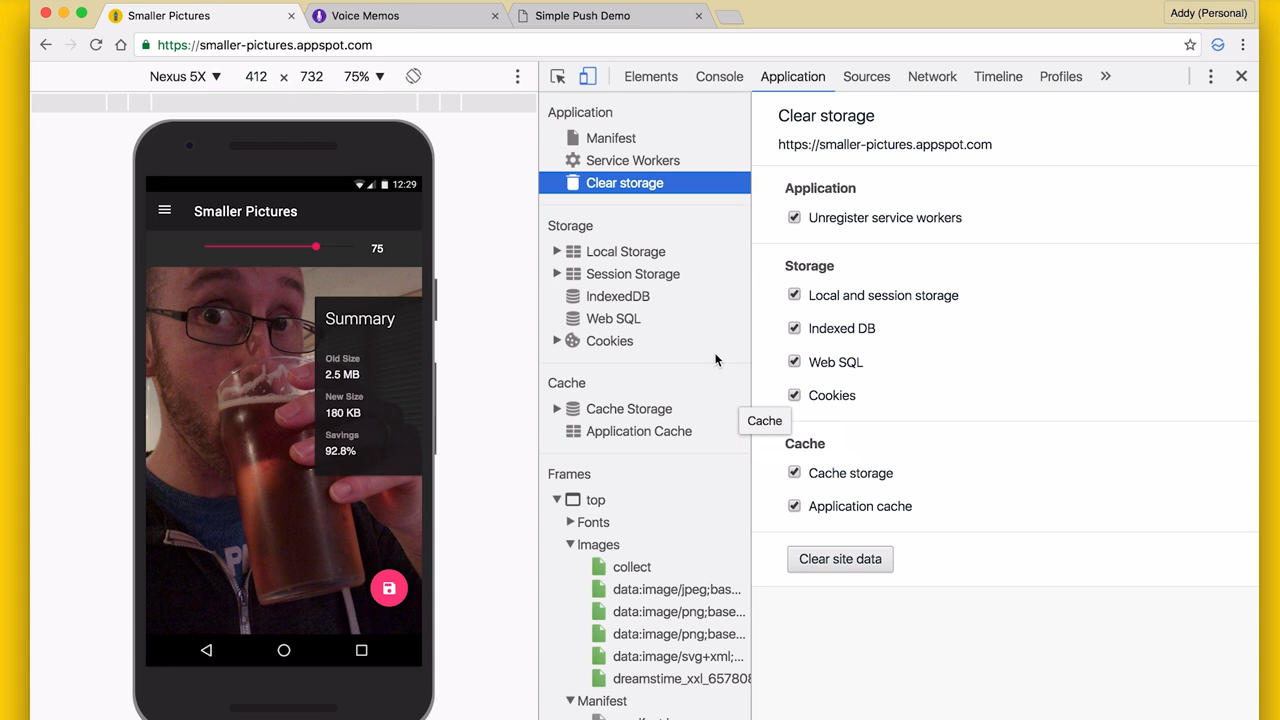 Smaller Pictures
Voice Memos
Simple Push Demo
Addy (Personal)
https://smaller-pictures.appspot.com
Nexus 5X ▼ 412 × 732 75% ▼
Elements Console Application Sources Network Timeline Profiles »
12:29
Smaller Pictures
75
Summary
Old Size
2.5 MB
New Size
180 KB
Savings
92.8%
Application
Manifest
Service Workers
Clear storage
Storage
Local Storage
Session Storage
IndexedDB
Web SQL
Cookies
Cache
Cache Storage
Application Cache
Cache
Frames
top
Fonts
Images
collect
data:image/jpeg;bas...
data:image/png;base...
data:image/png;base...
data:image/svg+xml;...
dreamstime_xxl_657808
Manifest
Clear storage
https://smaller-pictures.appspot.com
Application
Unregister service workers
Storage
Local and session storage
Indexed DB
Web SQL
Cookies
Cache
Cache storage
Application cache
Clear site data